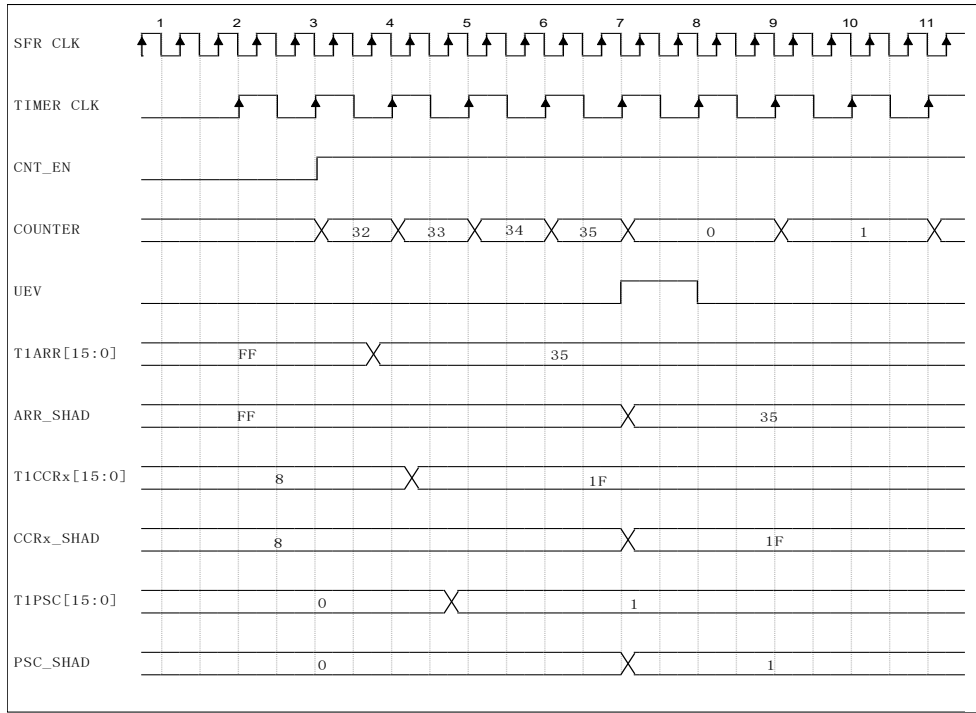 1 2 3 4 5 6 7 8 9 10 11
SFR CLK
TIMER CLK
CNT_EN
COUNTER 32 33 34 35 0 1
UEV
T1ARR[15:0] FF 35
ARR_SHAD FF 35
T1CCRx[15:0] 8 1F
CCRx_SHAD 8 1F
T1PSC[15:0] 0 1
PSC_SHAD 0 1